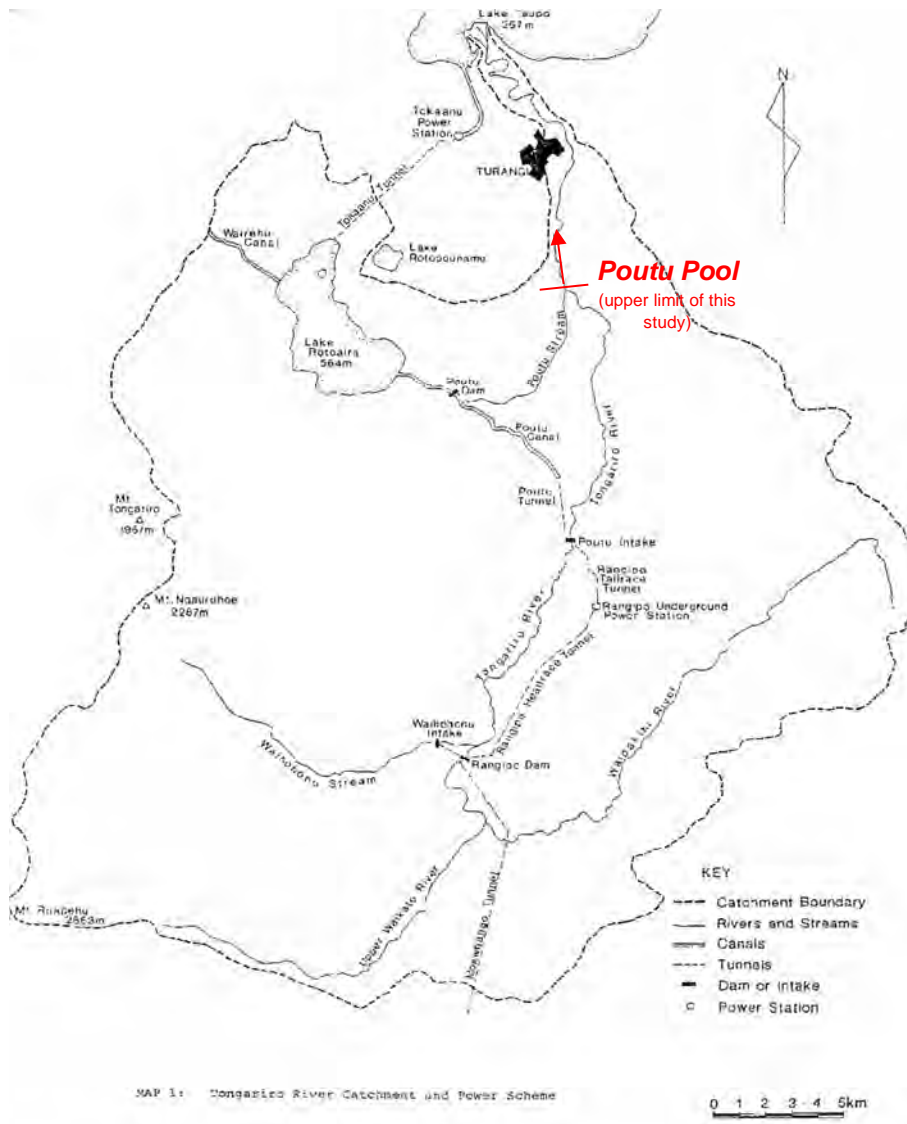 Lake Taupo
357m
N
Tokaanu
Power
Station
TURANGI
Tokaanu Tunnel
Wairehu
Canal
Lake
Rotopounamu
Poutu Pool
(upper limit of this
study)
Lake
Rotoaira
564m
Poutu Stream
Poutu
Dam
Poutu
Canal
Tongariro River
Poutu
Tunnel
Mt.
Tongariro
1967m
Poutu Intake
Rangipo
Tailrace
Tunnel
Mt. Ngauruhoe
2287m
Rangipo Underground
Power Station
Tongariro River
Rangipo Headrace Tunnel
Waipakihi River
Waihohonu
Intake
Waihohonu Stream
Rangipo Dam
Upper Waikato River
Moawhango Tunnel
Mt. Ruapehu
KEY
Catchment Boundary
Rivers and Streams
Canals
Tunnels
Dam or Intake
Power Station
MAP 1: Tongariro River Catchment and Power Scheme
0 1 2 3 4 5km